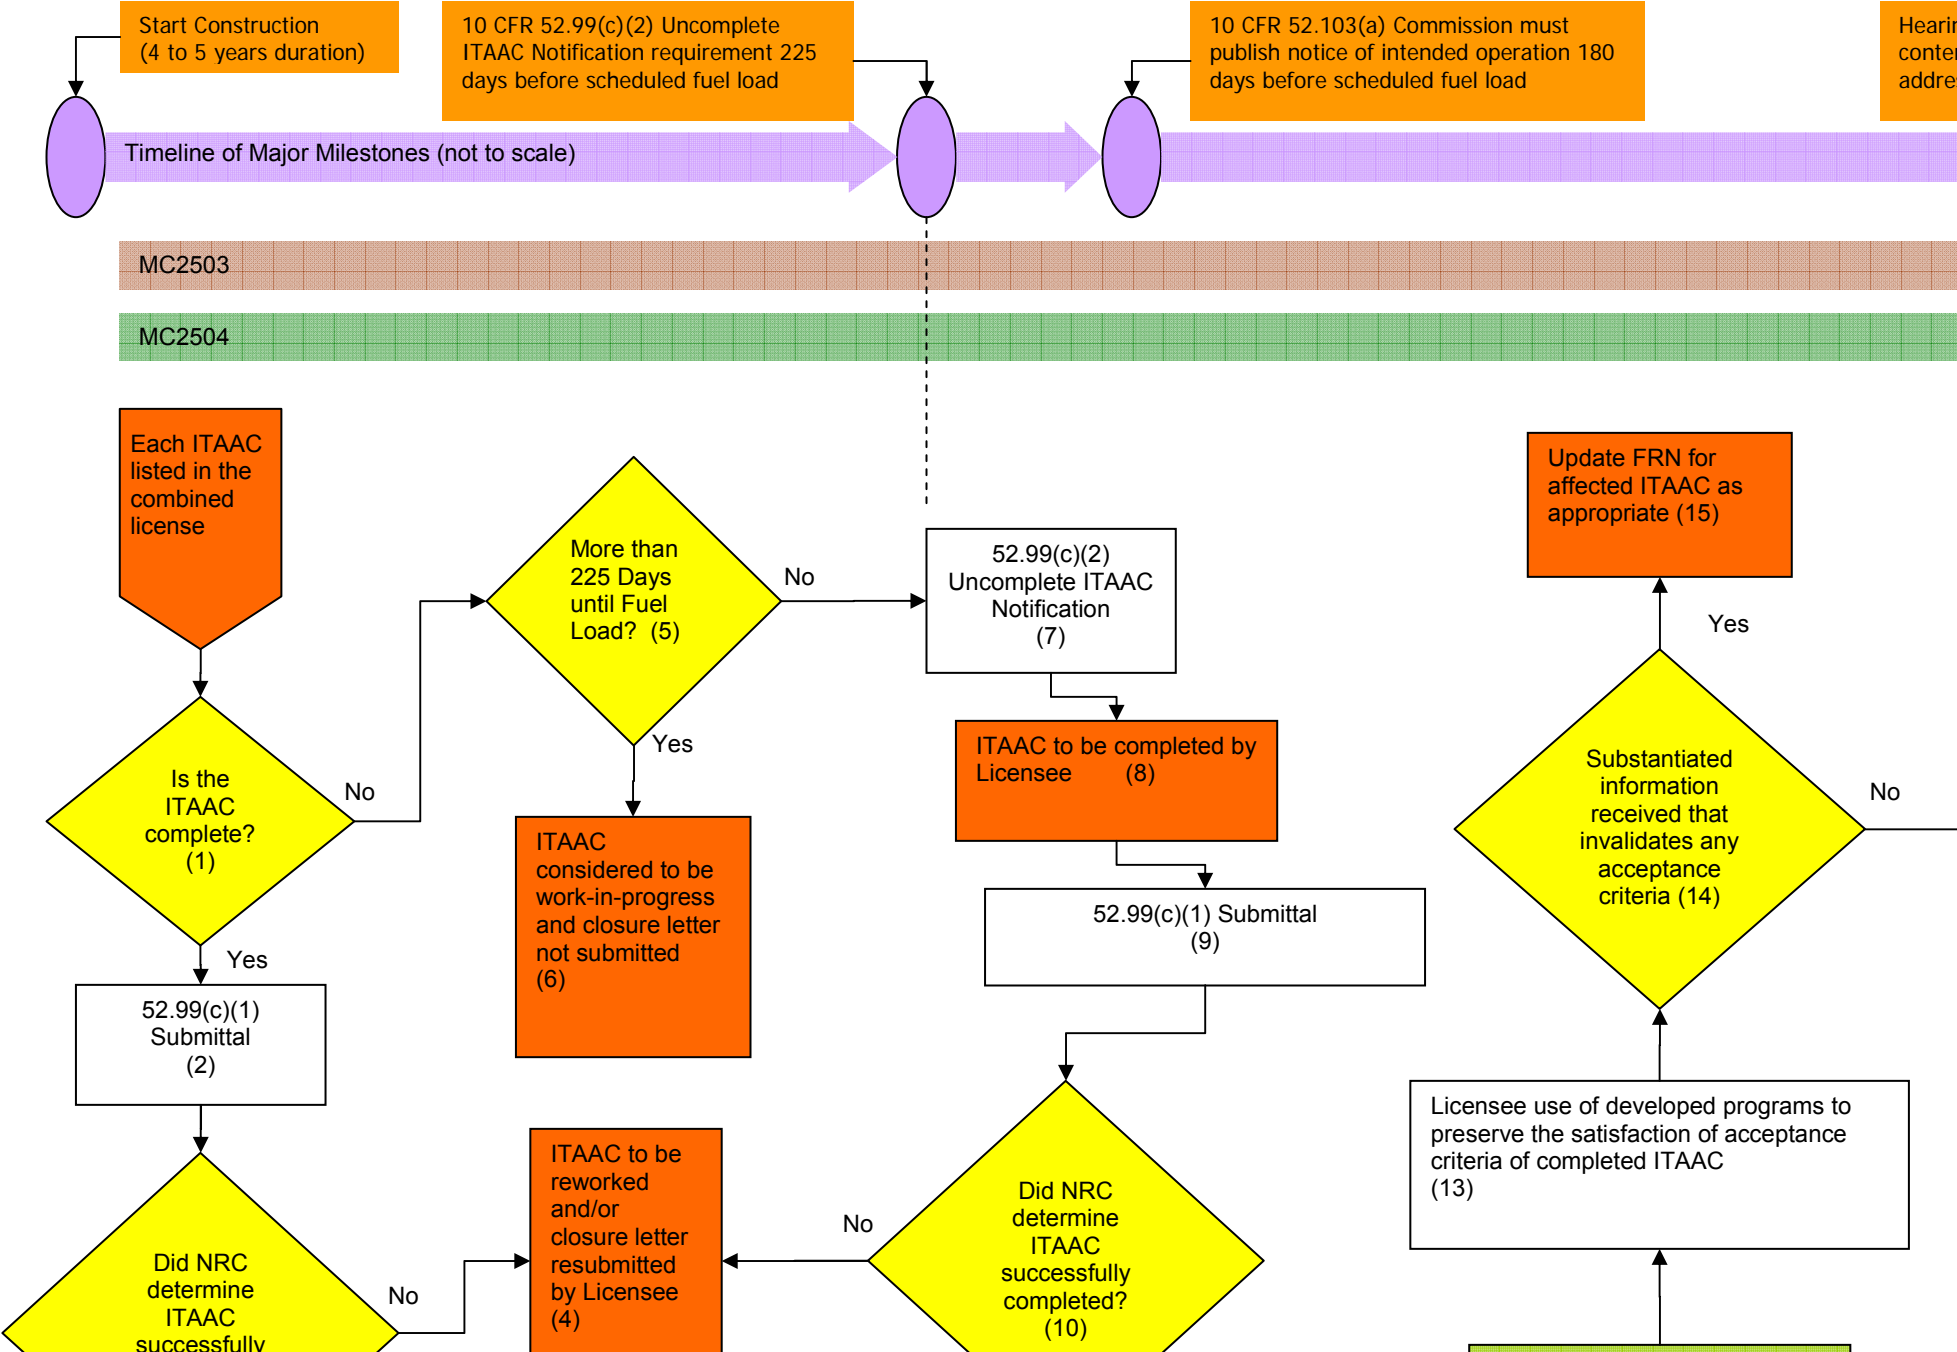 Start Construction
(4 to 5 years duration)
10 CFR 52.99(c)(2) Uncomplete
ITAAC Notification requirement 225
days before scheduled fuel load
10 CFR 52.103(a) Commission must
publish notice of intended operation 180
days before scheduled fuel load
Timeline of Major Milestones (not to scale)
MC2503
MC2504
Each ITAAC
listed in the
combined
license
More than
225 Days
until Fuel
Load? (5)
No
Yes
52.99(c)(2)
Uncomplete ITAAC
Notification
(7)
Update FRN for
affected ITAAC as
appropriate (15)
Yes
Is the
ITAAC
complete?
(1)
No
Yes
ITAAC
considered to be
work-in-progress
and closure letter
not submitted
(6)
ITAAC to be completed by
Licensee (8)
52.99(c)(1) Submittal
(9)
Substantiated
information
received that
invalidates any
acceptance
criteria (14)
No
52.99(c)(1)
Submittal
(2)
ITAAC to be
reworked
and/or
closure letter
resubmitted
by Licensee
(4)
No
Did NRC
determine
ITAAC
successfully
completed?
(10)
Licensee use of developed programs to
preserve the satisfaction of acceptance
criteria of completed ITAAC
(13)
Did NRC
determine
ITAAC
successfully
No